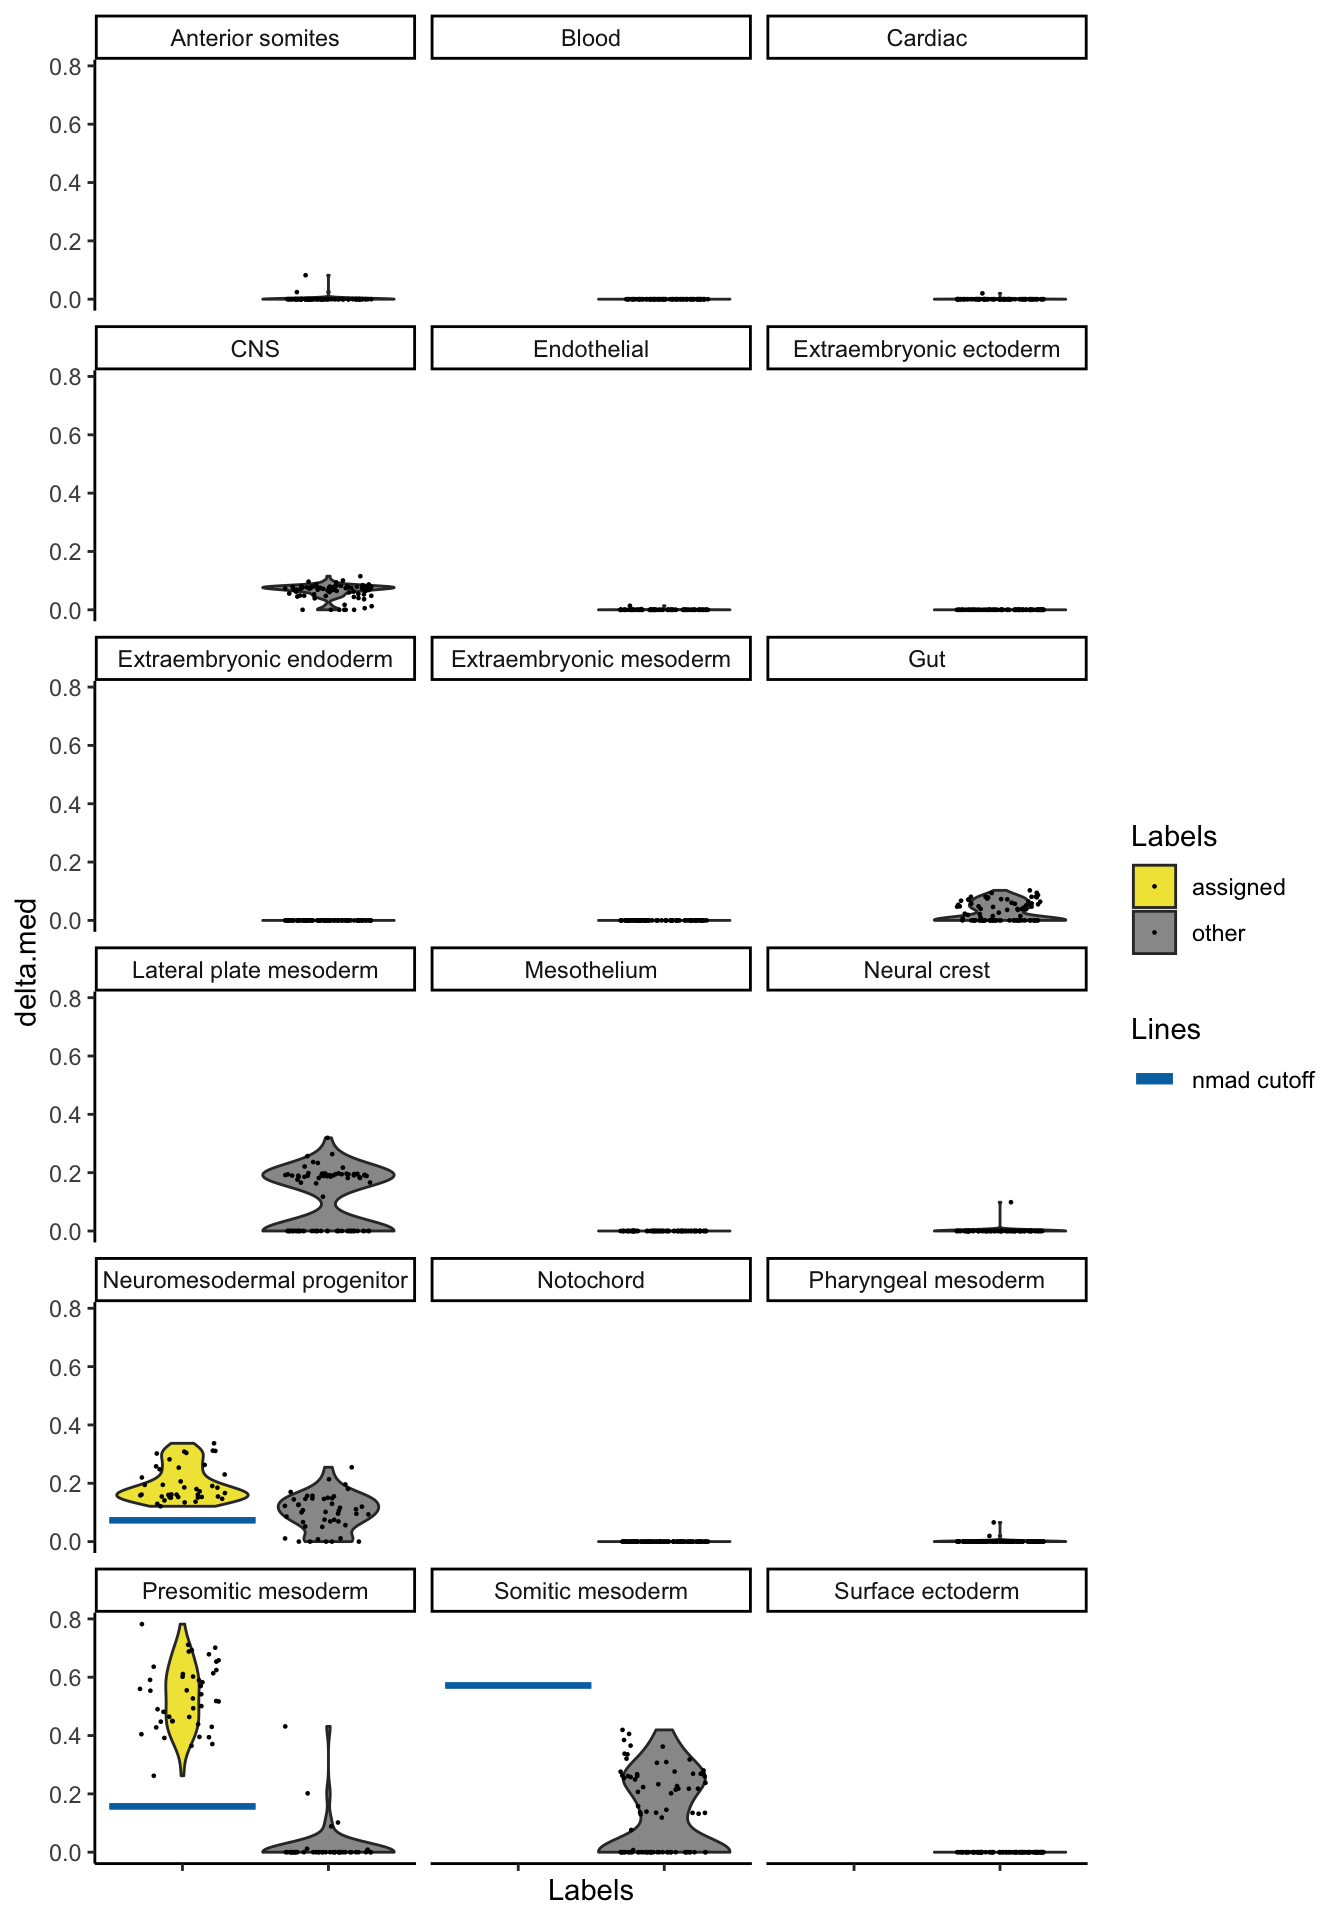 Anterior somites Blood Cardiac
0.8
0.6
0.4
0.2
0.0
CNS Endothelial Extraembryonic ectoderm
0.8
0.6
0.4
0.2
0.0
Extraembryonic endoderm Extraembryonic mesoderm Gut
0.8
0.6
0.4
0.2
0.0
Lateral plate mesoderm Mesothelium Neural crest
0.8
0.6
0.4
0.2
0.0
Neuromesodermal progenitor Notochord Pharyngeal mesoderm
0.8
0.6
0.4
0.2
0.0
Presomitic mesoderm Somitic mesoderm Surface ectoderm
0.8
0.6
0.4
0.2
0.0
delta.med
Labels
Labels
assigned
other
Lines
nmad cutoff